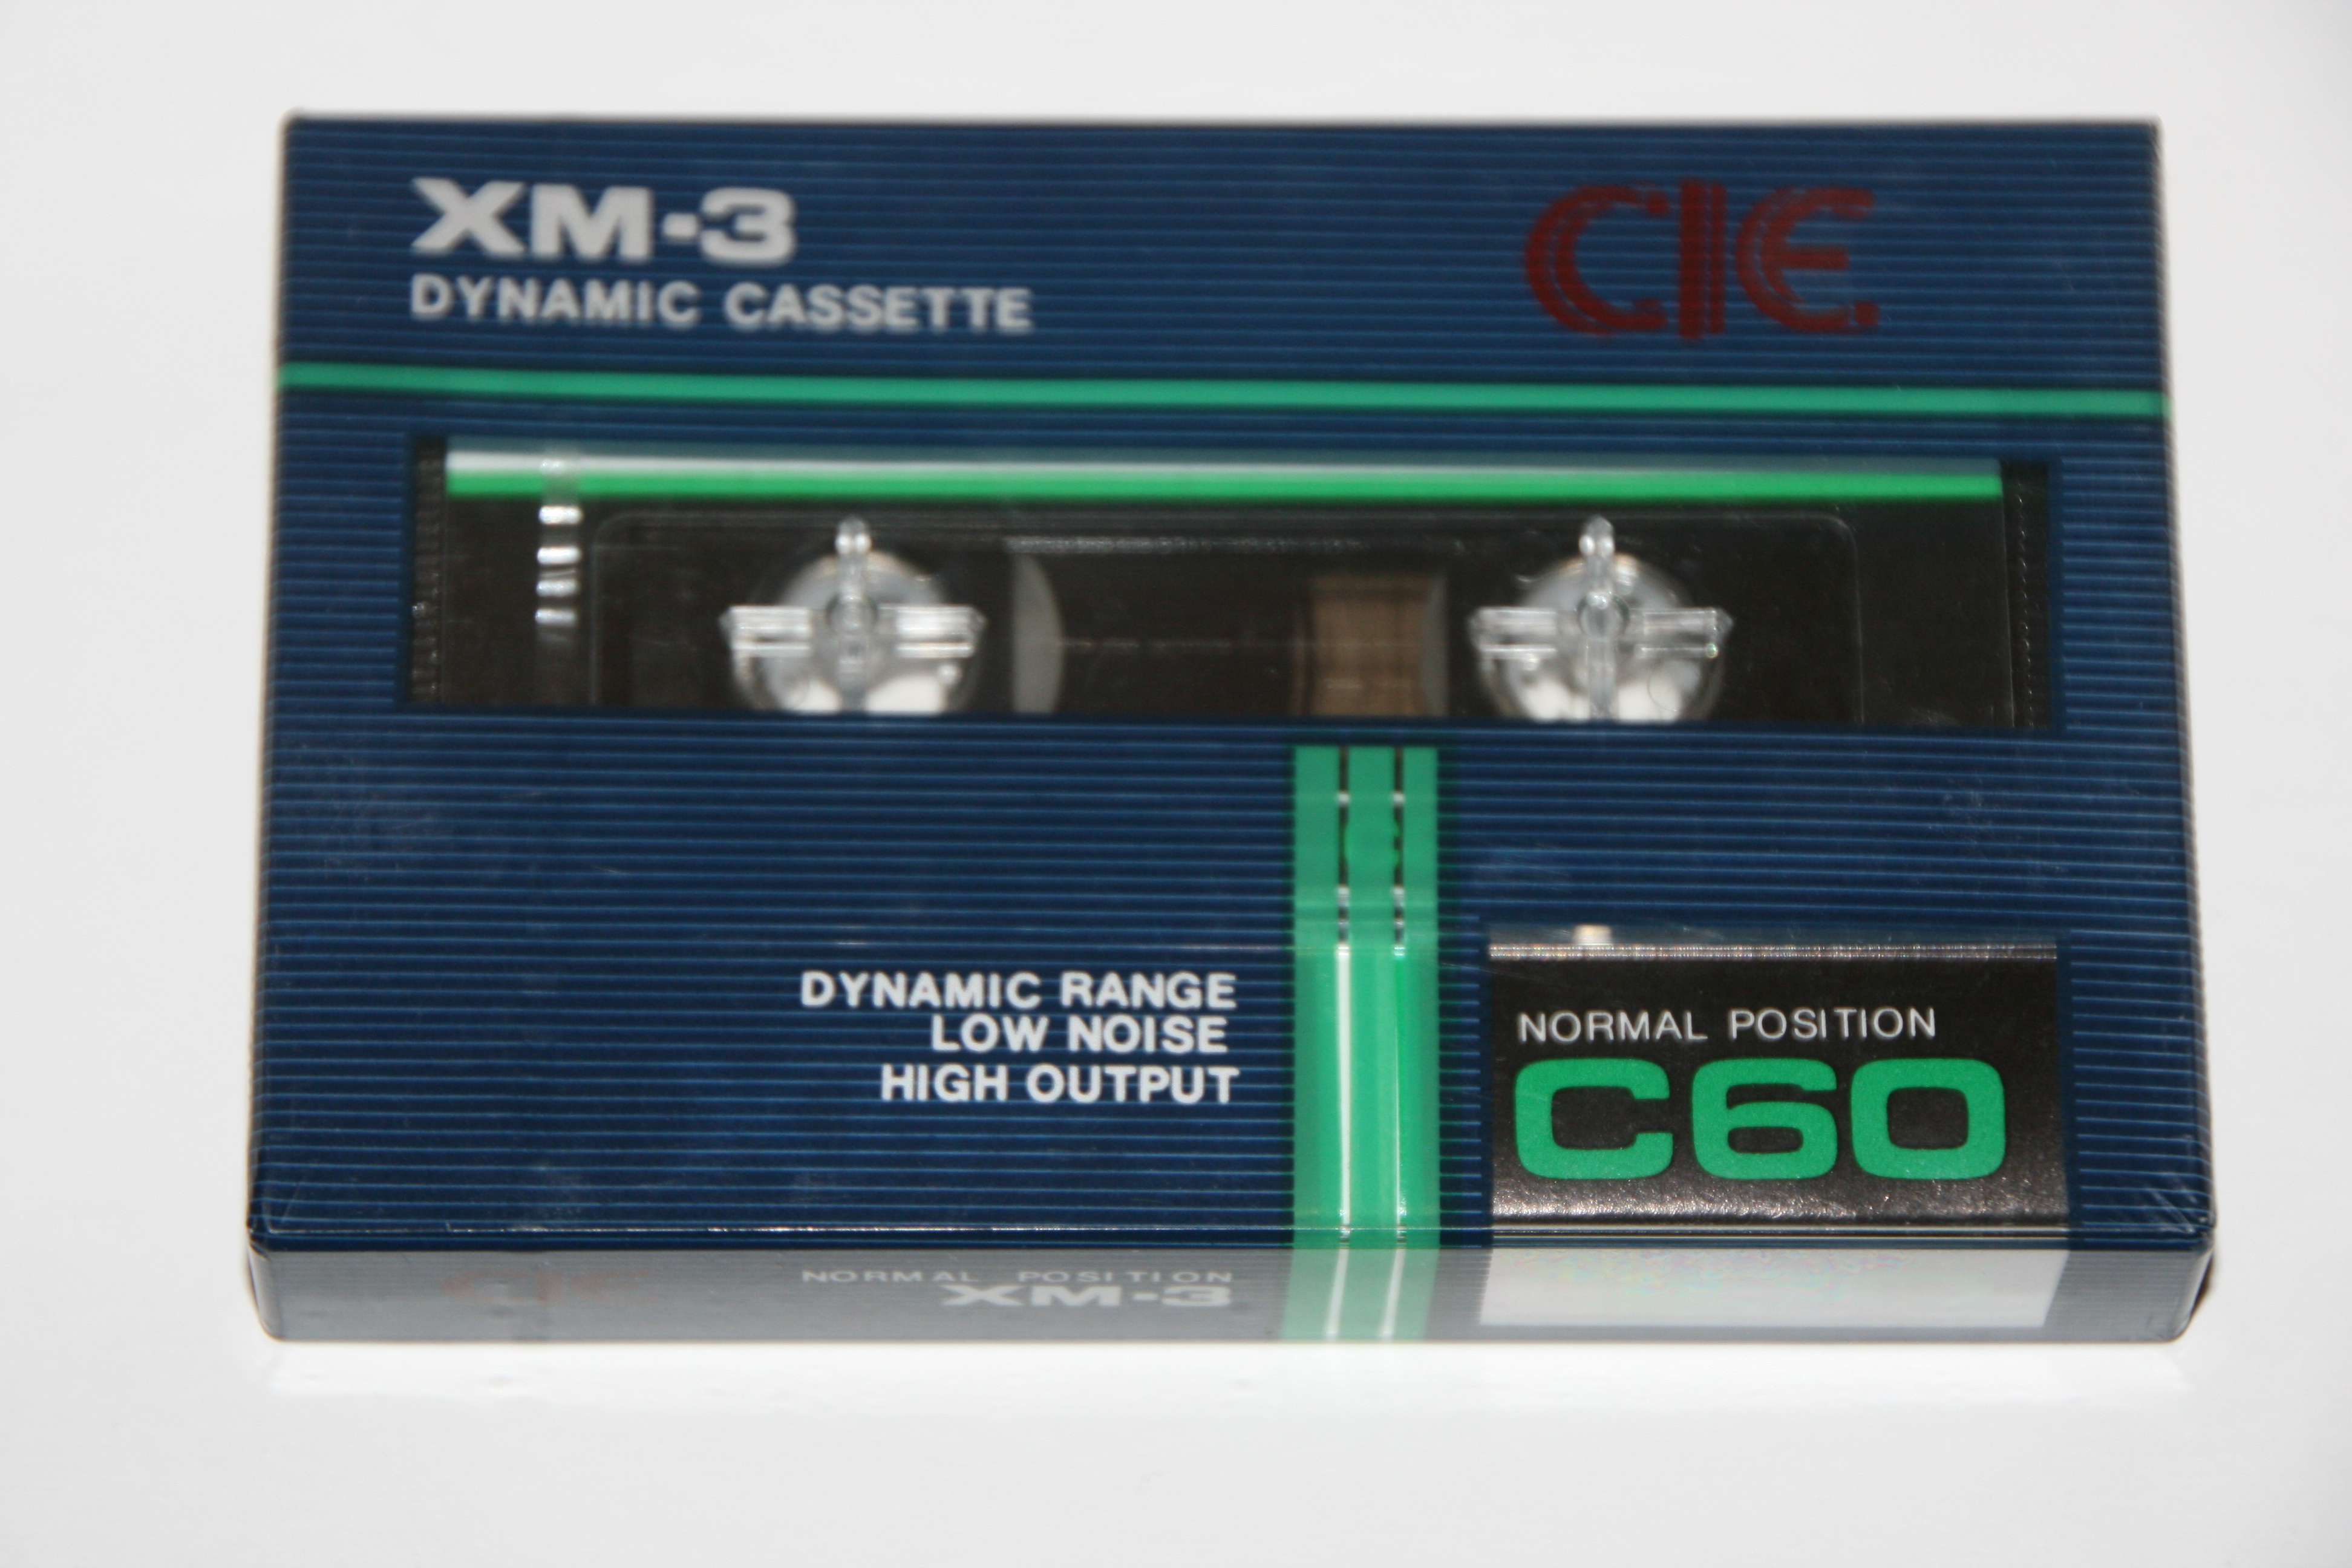 XM-3
DYNAMIC CASSETTE
CIE
DYNAMIC RANGE
LOW NOISE
HIGH OUTPUT
NORMAL POSITION
C60
NORMAL POSITION
XM-3